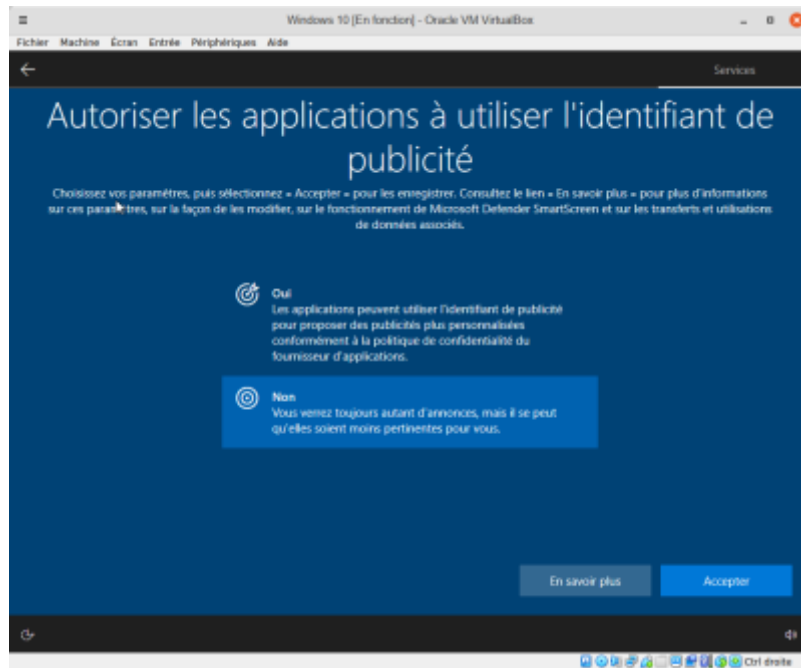 Windows 10 [En fonction] - Oracle VM VirtualBox
Fichier Machine Écran Entrée Périphériques Aide
Services
Autoriser les applications à utiliser l'identifiant de
publicité
Choisissez vos paramètres, puis sélectionnez « Accepter » pour les enregistrer. Consultez le lien « En savoir plus » pour plus d'informations
sur ces paramètres, sur la façon de les modifier, sur le fonctionnement de Microsoft Defender SmartScreen et sur les transferts et utilisations
de données associés.
Oui
Les applications peuvent utiliser l'identifiant de publicité
pour proposer des publicités plus personnalisées
conformément à la politique de confidentialité du
fournisseur d'applications.
Non
Vous verrez toujours autant d'annonces, mais il se peut
qu'elles soient moins pertinentes pour vous.
En savoir plus
Accepter
Ctrl droite